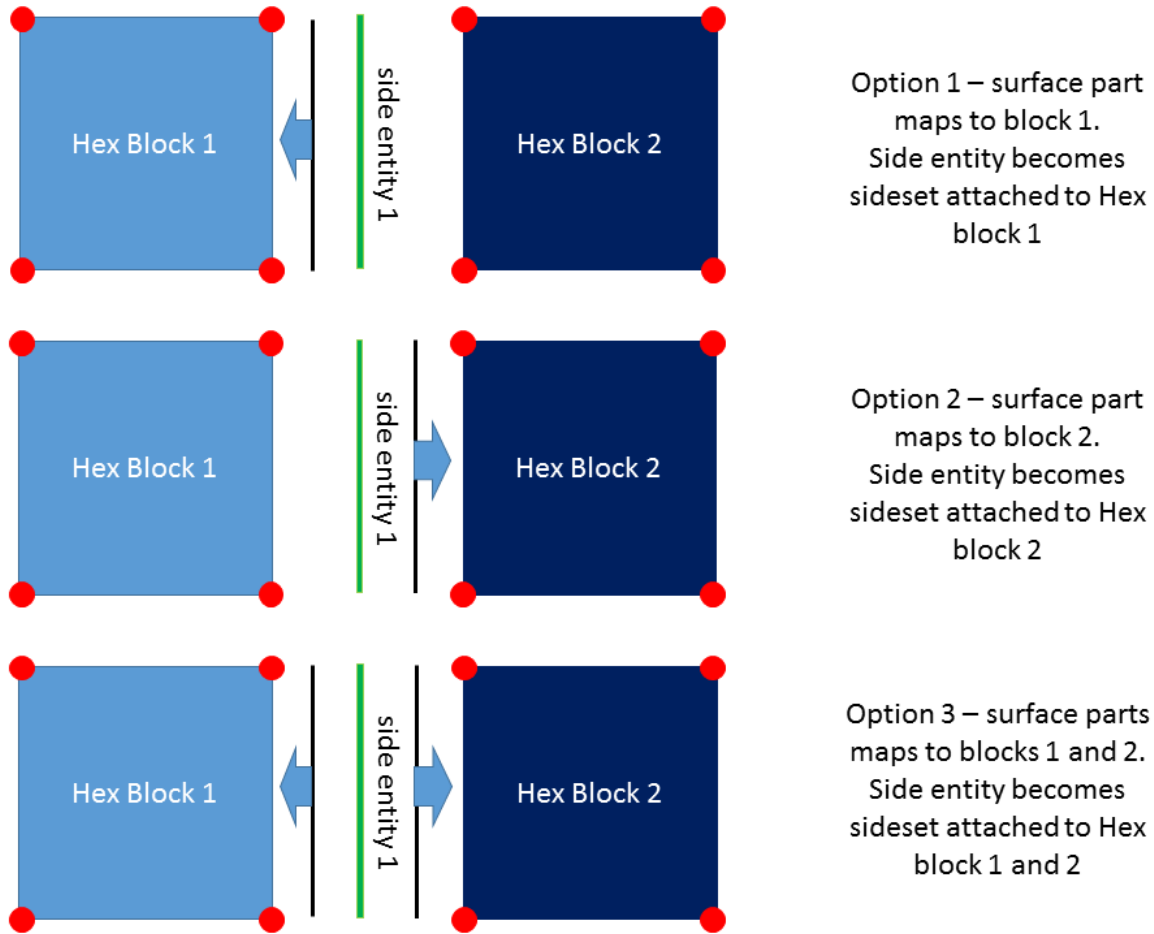 Hex Block 1
side entity 1
Hex Block 2
Option 1 – surface part
maps to block 1.
Side entity becomes
sideset attached to Hex
block 1
Hex Block 1
side entity 1
Hex Block 2
Option 2 – surface part
maps to block 2.
Side entity becomes
sideset attached to Hex
block 2
Hex Block 1
side entity 1
Hex Block 2
Option 3 – surface parts
maps to blocks 1 and 2.
Side entity becomes
sideset attached to Hex
block 1 and 2